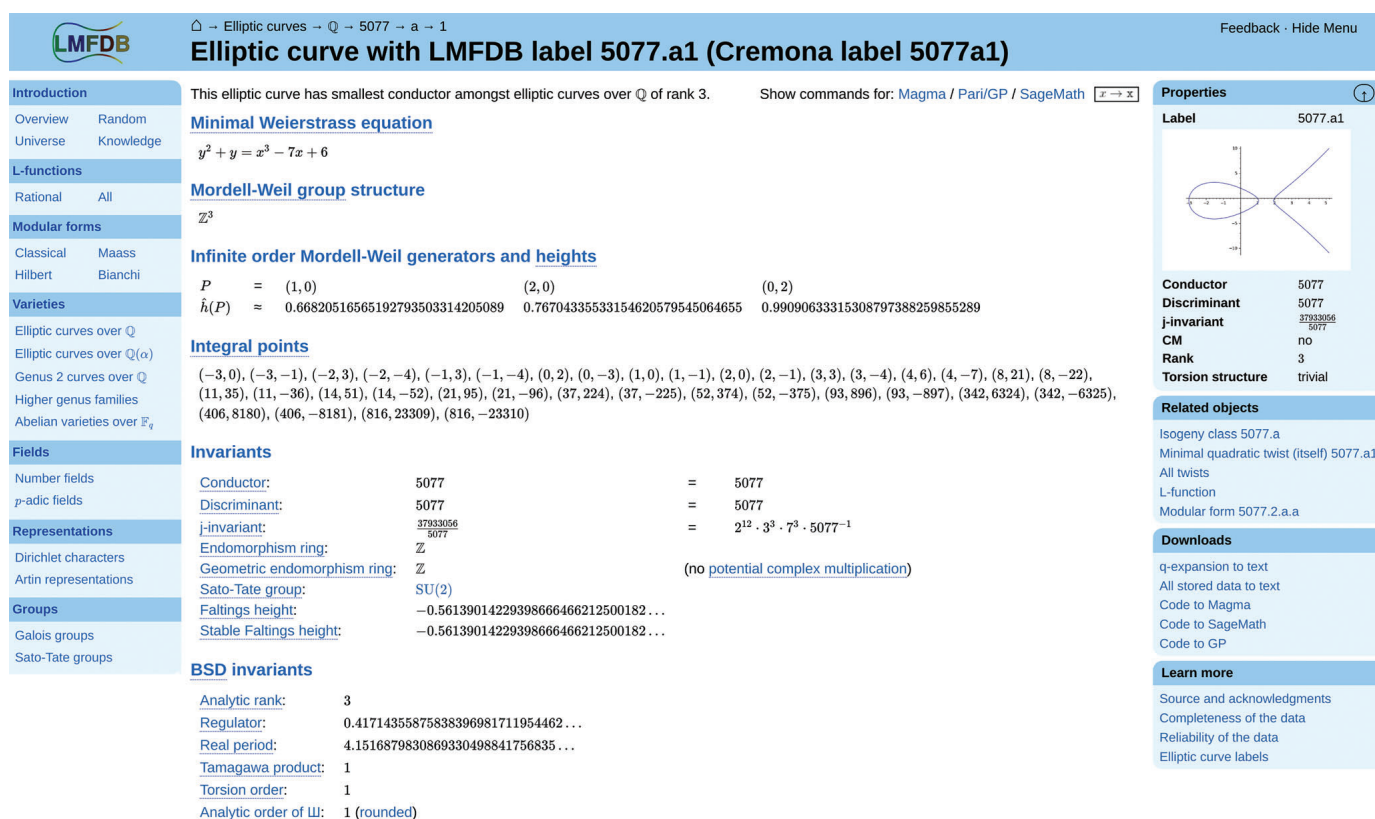 LMFDB
⌂ → Elliptic curves → ℚ → 5077 → a → 1
Feedback · Hide Menu
Elliptic curve with LMFDB label 5077.a1 (Cremona label 5077a1)
Introduction
Overview Random
Universe Knowledge
L-functions
Rational All
Modular forms
Classical Maass
Hilbert Bianchi
Varieties
Elliptic curves over ℚ
Elliptic curves over ℚ(α)
Genus 2 curves over ℚ
Higher genus families
Abelian varieties over 𝔽q
Fields
Number fields
p-adic fields
Representations
Dirichlet characters
Artin representations
Groups
Galois groups
Sato-Tate groups
This elliptic curve has smallest conductor amongst elliptic curves over ℚ of rank 3. Show commands for: Magma / Pari/GP / SageMath x → x
Minimal Weierstrass equation
y² + y = x³ − 7x + 6
Mordell-Weil group structure
ℤ³
Infinite order Mordell-Weil generators and heights
P = (1, 0) (2, 0) (0, 2)
ĥ(P) ≈ 0.66820516565192793503314205089 0.76704335533154620579545064655 0.99090633315308797388259855289
Integral points
(−3, 0), (−3, −1), (−2, 3), (−2, −4), (−1, 3), (−1, −4), (0, 2), (0, −3), (1, 0), (1, −1), (2, 0), (2, −1), (3, 3), (3, −4), (4, 6), (4, −7), (8, 21), (8, −22),
(11, 35), (11, −36), (14, 51), (14, −52), (21, 95), (21, −96), (37, 224), (37, −225), (52, 374), (52, −375), (93, 896), (93, −897), (342, 6324), (342, −6325),
(406, 8180), (406, −8181), (816, 23309), (816, −23310)
Invariants
Conductor: 5077 = 5077
Discriminant: 5077 = 5077
j-invariant: 37933056/5077 = 2¹² · 3³ · 7³ · 5077⁻¹
Endomorphism ring: ℤ
Geometric endomorphism ring: ℤ (no potential complex multiplication)
Sato-Tate group: SU(2)
Faltings height: −0.56139014229398666466212500182…
Stable Faltings height: −0.56139014229398666466212500182…
BSD invariants
Analytic rank: 3
Regulator: 0.41714355875838396981711954462…
Real period: 4.1516879830869330498841756835…
Tamagawa product: 1
Torsion order: 1
Analytic order of Ш: 1 (rounded)
Properties
Label 5077.a1
Conductor 5077
Discriminant 5077
j-invariant 37933056/5077
CM no
Rank 3
Torsion structure trivial
Related objects
Isogeny class 5077.a
Minimal quadratic twist (itself) 5077.a1
All twists
L-function
Modular form 5077.2.a.a
Downloads
q-expansion to text
All stored data to text
Code to Magma
Code to SageMath
Code to GP
Learn more
Source and acknowledgments
Completeness of the data
Reliability of the data
Elliptic curve labels